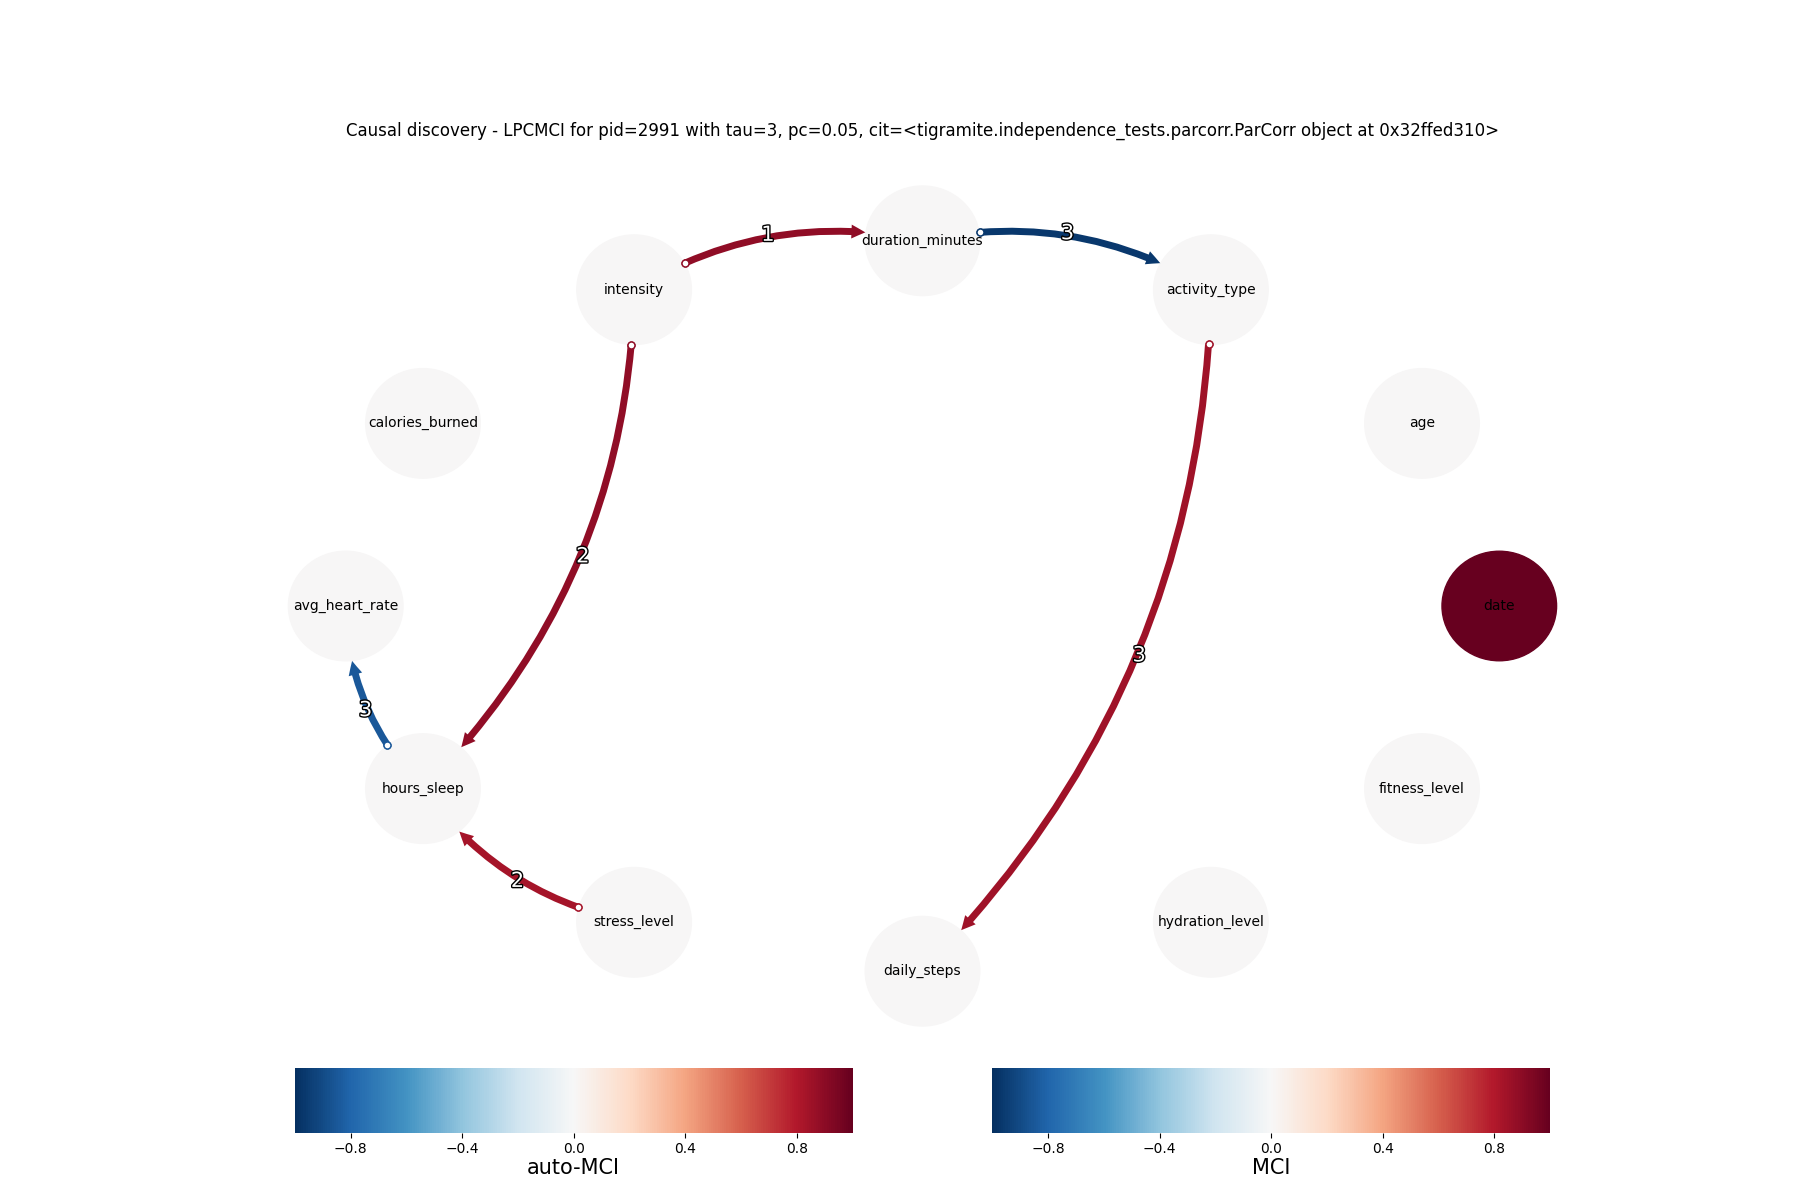 Causal discovery - LPCMCI for pid=2991 with tau=3, pc=0.05, cit=<tigramite.independence_tests.parcorr.ParCorr object at 0x32ffed310>
1
duration_minutes
3
intensity
activity_type
calories_burned
age
2
avg_heart_rate
date
3
3
hours_sleep
fitness_level
2
stress_level
hydration_level
daily_steps
−0.8 −0.4 0.0 0.4 0.8
auto-MCI
−0.8 −0.4 0.0 0.4 0.8
MCI